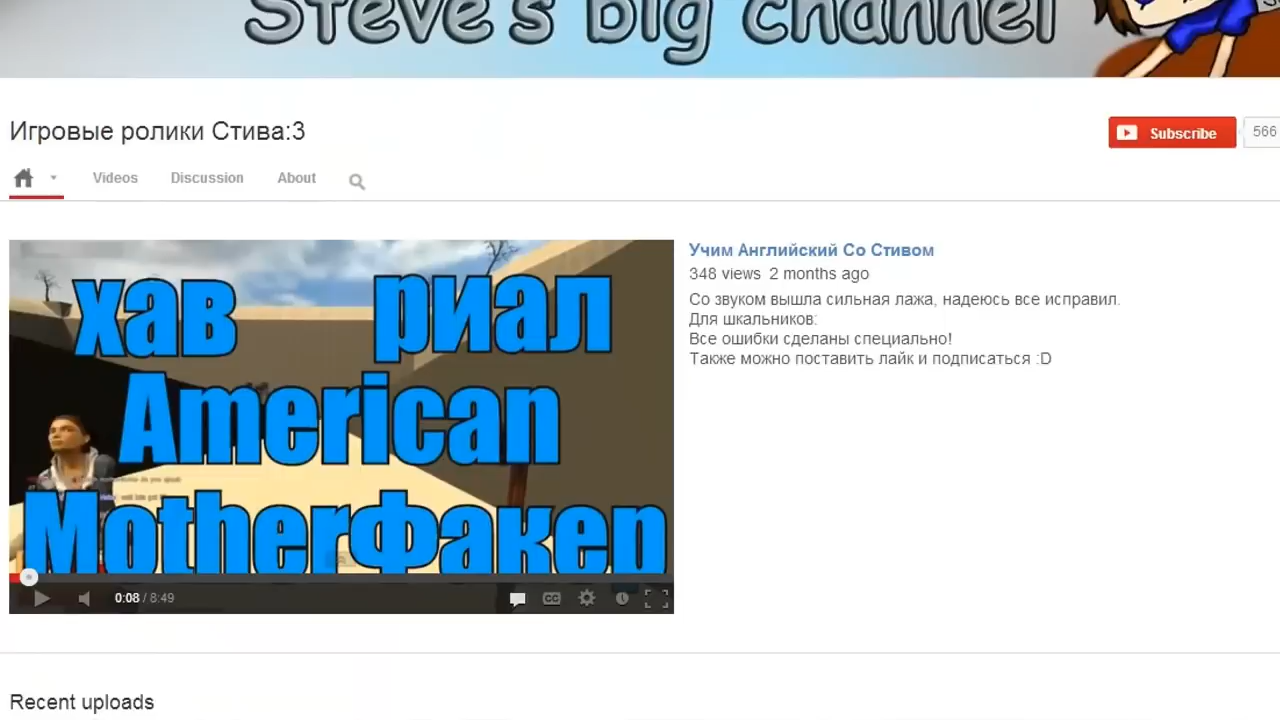 Steve's big channel
Игровые ролики Стива:3
Subscribe
566
Videos
Discussion
About
хав риал
American
Motherфакер
0:08 / 8:49
CC
Учим Английский Со Стивом
348 views 2 months ago
Со звуком вышла сильная лажа, надеюсь все исправил.
Для шкальников:
Все ошибки сделаны специально!
Также можно поставить лайк и подписаться :D
Recent uploads